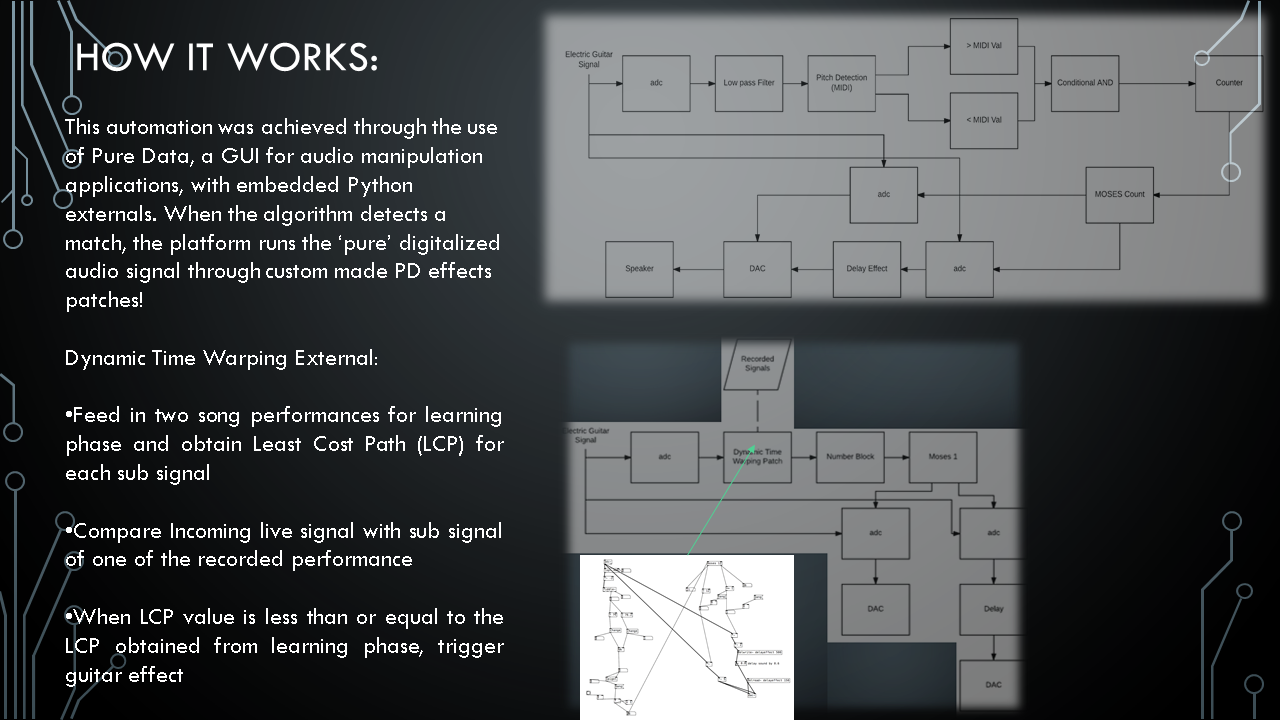 HOW IT WORKS:
This automation was achieved through the use
of Pure Data, a GUI for audio manipulation
applications, with embedded Python
externals. When the algorithm detects a
match, the platform runs the ‘pure’ digitalized
audio signal through custom made PD effects
patches!
Dynamic Time Warping External:
•Feed in two song performances for learning
phase and obtain Least Cost Path (LCP) for
each sub signal
•Compare Incoming live signal with sub signal
of one of the recorded performance
•When LCP value is less than or equal to the
LCP obtained from learning phase, trigger
guitar effect
Electric Guitar
Signal
adc
Low pass Filter
Pitch Detection
(MIDI)
> MIDI Val
< MIDI Val
Conditional AND
Counter
adc
MOSES Count
Speaker
DAC
Delay Effect
adc
Recorded
Signals
Electric Guitar
Signal
adc
Dynamic Time
Warping Patch
Number Block
Moses 1
adc
adc
DAC
Delay
DAC